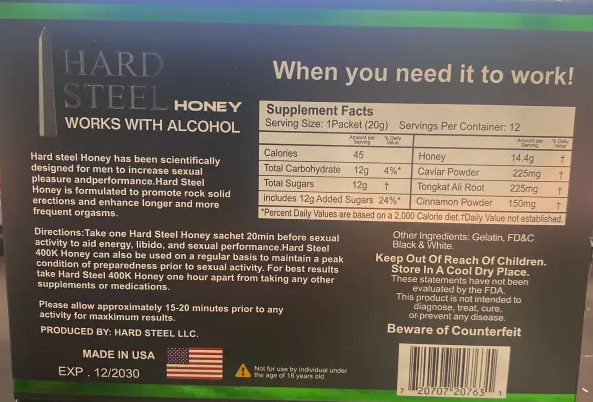 HARD
STEEL HONEY
WORKS WITH ALCOHOL
Hard steel Honey has been scientifically
designed for men to increase sexual
pleasure andperformance.Hard Steel
Honey is formulated to promote rock solid
erections and enhance longer and more
frequent orgasms.
Directions:Take one Hard Steel Honey sachet 20min before sexual
activity to aid energy, libido, and sexual performance.Hard Steel
400K Honey can also be used on a regular basis to maintain a peak
condition of preparedness prior to sexual activity. For best results
take Hard Steel 400K Honey one hour apart from taking any other
supplements or medications.
Please allow approximately 15-20 minutes prior to any
activity for maxkimum results.
PRODUCED BY: HARD STEEL LLC.
MADE IN USA
EXP . 12/2030
Not for use by individual under
the age of 18 years old.
When you need it to work!
Supplement Facts
Serving Size: 1Packet (20g) Servings Per Container: 12
Amount per Serving % Daily Value
Calories 45
Total Carbohydrate 12g 4%*
Total Sugars 12g †
includes 12g Added Sugars 24%*
Amount per Serving % Daily Value
Honey 14.4g †
Caviar Powder 225mg †
Tongkat Ali Root 225mg †
Cinnamon Powder 150mg †
*Percent Daily Values are based on a 2,000 Calorie diet.†Daily Value not established.
Other Ingredients: Gelatin, FD&C
Black & White.
Keep Out Of Reach Of Children.
Store In A Cool Dry Place.
These statements have not been
evaluated by the FDA.
This product is not intended to
diagnose, treat, cure,
or prevent any disease.
Beware of Counterfeit
7 20707 20763 1